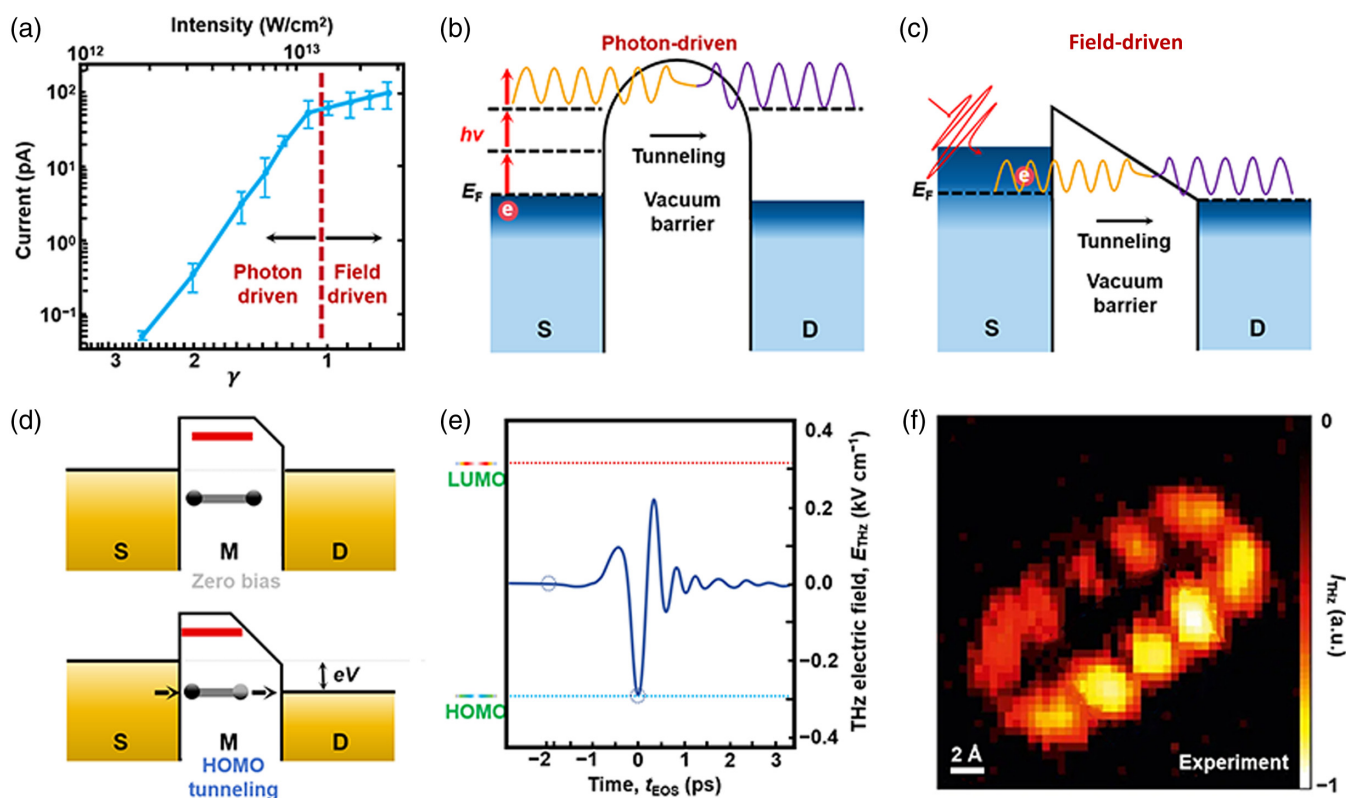 (a)
Intensity (W/cm²)
10¹² 10¹³
Current (pA)
10²
10¹
10⁰
10⁻¹
Photon driven
Field driven
3 2 1
γ
(b)
Photon-driven
hν
E_F
e
Tunneling
Vacuum
barrier
S D
(c)
Field-driven
E_F
e
Tunneling
Vacuum
barrier
S D
(d)
S M D
Zero bias
eV
S M D
HOMO
tunneling
(e)
LUMO
HOMO
0.4
0.2
0.0
−0.2
−0.4
THz electric field, E_THz (kV cm⁻¹)
−2 −1 0 1 2 3
Time, t_EOS (ps)
(f)
0
I_THz (a.u.)
−1
2 Å
Experiment